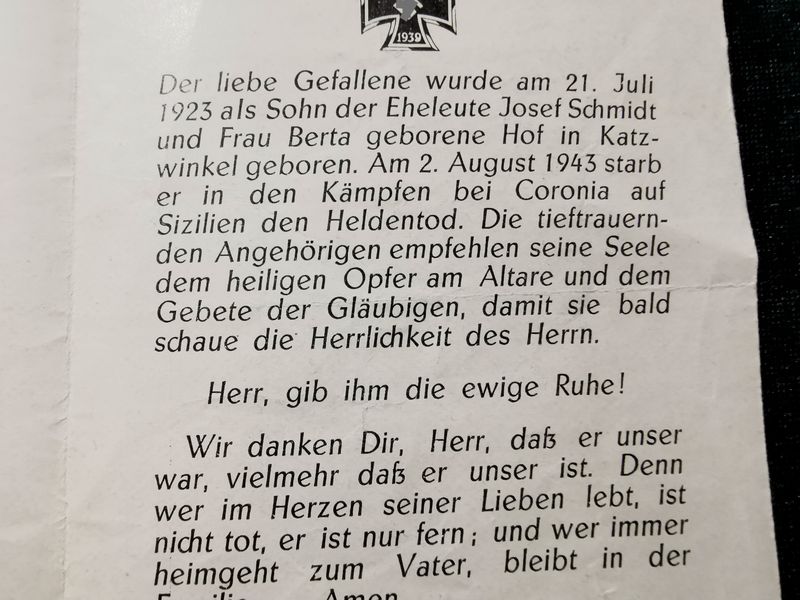 1939
Der liebe Gefallene wurde am 21. Juli
1923 als Sohn der Eheleute Josef Schmidt
und Frau Berta geborene Hof in Katz-
winkel geboren. Am 2. August 1943 starb
er in den Kämpfen bei Coronia auf
Sizilien den Heldentod. Die tieftrauern-
den Angehörigen empfehlen seine Seele
dem heiligen Opfer am Altare und dem
Gebete der Gläubigen, damit sie bald
schaue die Herrlichkeit des Herrn.
Herr, gib ihm die ewige Ruhe!
Wir danken Dir, Herr, daß er unser
war, vielmehr daß er unser ist. Denn
wer im Herzen seiner Lieben lebt, ist
nicht tot, er ist nur fern; und wer immer
heimgeht zum Vater, bleibt in der
Amen